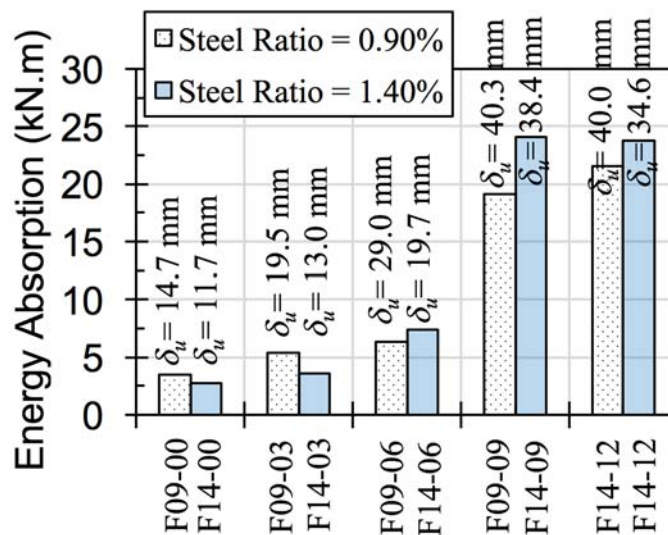 Steel Ratio = 0.90%
Steel Ratio = 1.40%
Energy Absorption (kN.m)
30
25
20
15
10
5
0
δu = 14.7 mm
δu = 11.7 mm
δu = 19.5 mm
δu = 13.0 mm
δu = 29.0 mm
δu = 19.7 mm
δu = 40.3 mm
δu = 38.4 mm
δu = 40.0 mm
δu = 34.6 mm
F09-00
F14-00
F09-03
F14-03
F09-06
F14-06
F09-09
F14-09
F14-12
F14-12